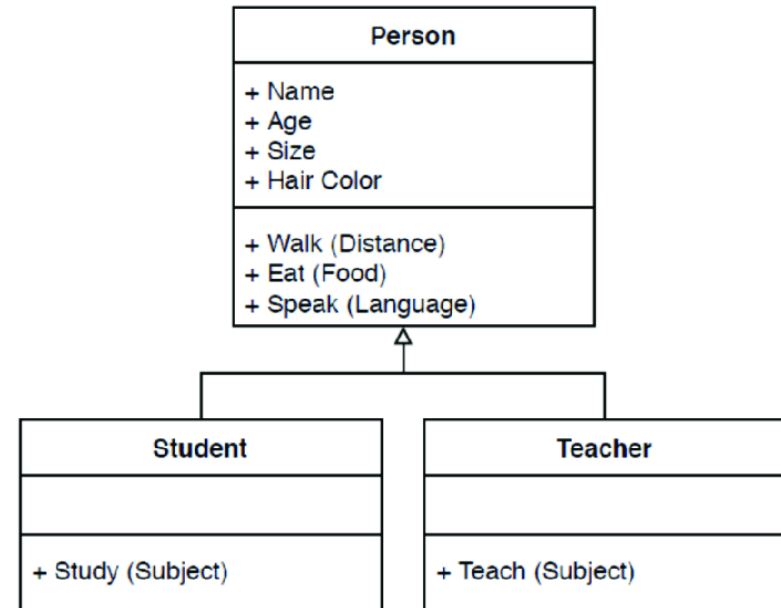 Person
+ Name
+ Age
+ Size
+ Hair Color
+ Walk (Distance)
+ Eat (Food)
+ Speak (Language)
Student
+ Study (Subject)
Teacher
+ Teach (Subject)